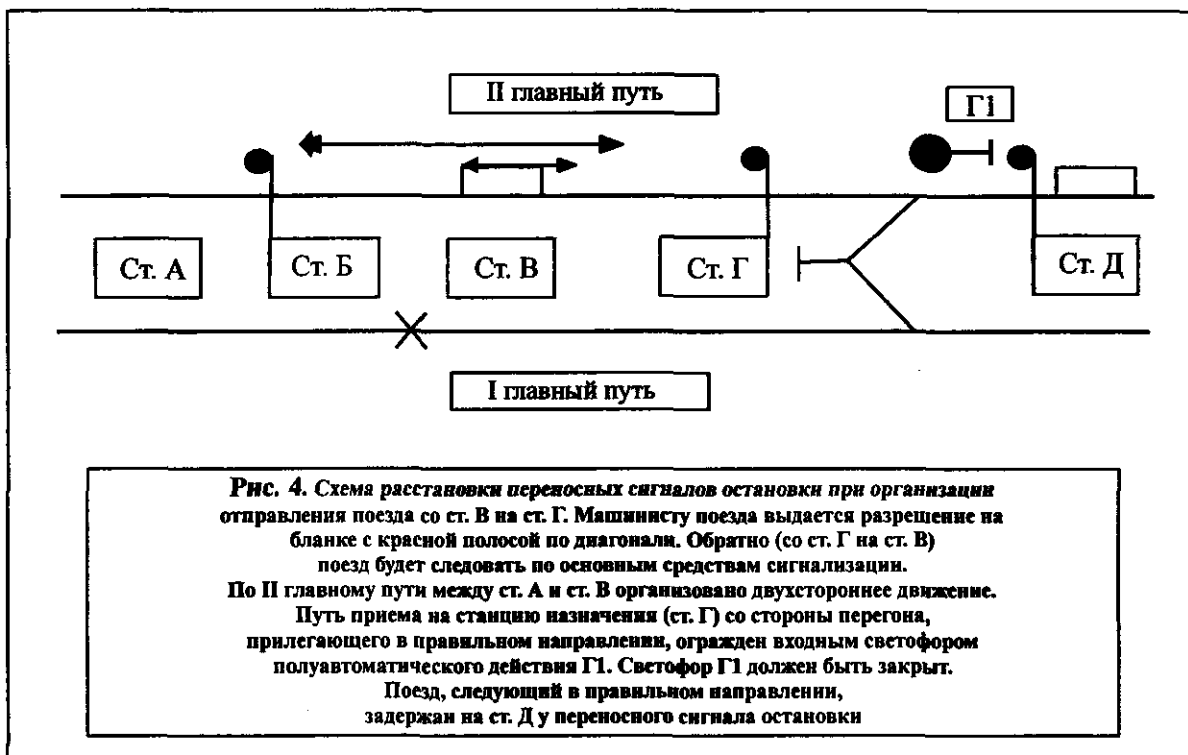 II главный путь
Г1
Ст. А
Ст. Б
Ст. В
Ст. Г
Ст. Д
I главный путь
Рис. 4. Схема расстановки переносных сигналов остановки при организации
отправления поезда со ст. В на ст. Г. Машинисту поезда выдается разрешение на
бланке с красной полосой по диагонали. Обратно (со ст. Г на ст. В)
поезд будет следовать по основным средствам сигнализации.
По II главному пути между ст. А и ст. В организовано двухстороннее движение.
Путь приема на станцию назначения (ст. Г) со стороны перегона,
прилегающего в правильном направлении, огражден входным светофором
полуавтоматического действия Г1. Светофор Г1 должен быть закрыт.
Поезд, следующий в правильном направлении,
задержан на ст. Д у переносного сигнала остановки